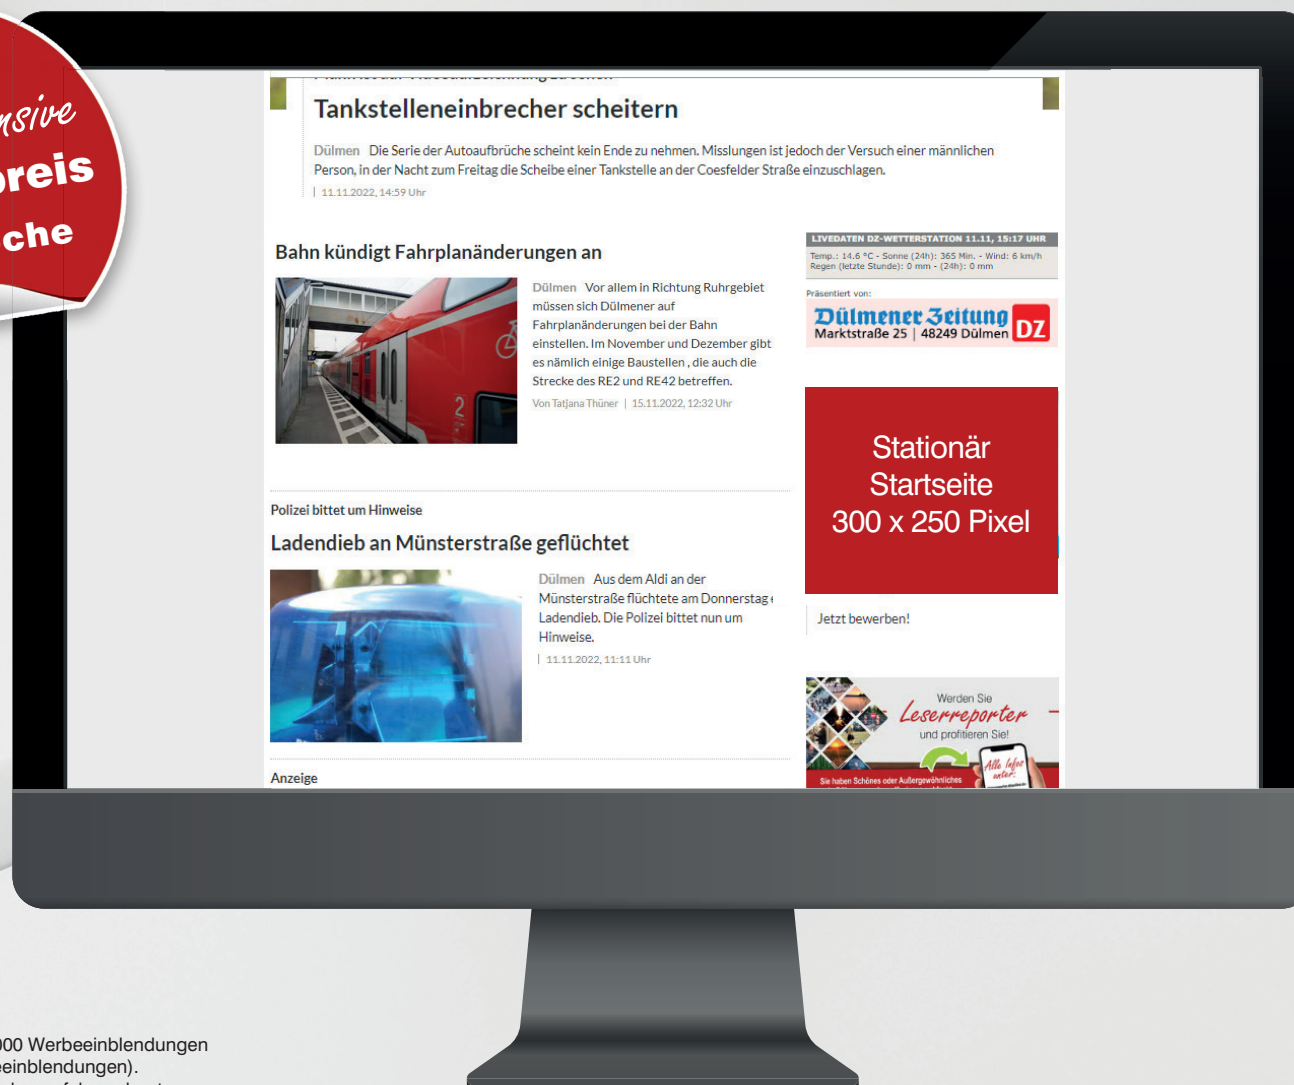 Tankstelleneinbrecher scheitern
Dülmen Die Serie der Autoaufbrüche scheint kein Ende zu nehmen. Misslungen ist jedoch der Versuch einer männlichen
Person, in der Nacht zum Freitag die Scheibe einer Tankstelle an der Coesfelder Straße einzuschlagen.
| 11.11.2022, 14:59 Uhr
Bahn kündigt Fahrplanänderungen an
Dülmen Vor allem in Richtung Ruhrgebiet
müssen sich Dülmener auf
Fahrplanänderungen bei der Bahn
einstellen. Im November und Dezember gibt
es nämlich einige Baustellen , die auch die
Strecke des RE2 und RE42 betreffen.
Von Tatjana Thüner | 15.11.2022, 12:32 Uhr
Polizei bittet um Hinweise
Ladendieb an Münsterstraße geflüchtet
Dülmen Aus dem Aldi an der
Münsterstraße flüchtete am Donnerstag
Ladendieb. Die Polizei bittet nun um
Hinweise.
| 11.11.2022, 11:11 Uhr
Anzeige
LIVEDATEN DZ-WETTERSTATION 11.11, 15:17 UHR
Temp.: 14.6 °C - Sonne (24h): 365 Min. - Wind: 6 km/h
Regen (letzte Stunde): 0 mm - (24h): 0 mm
Präsentiert von:
Dülmener Zeitung
Marktstraße 25 | 48249 Dülmen DZ
Stationär
Startseite
300 x 250 Pixel
Jetzt bewerben!
Werden Sie
Leserreporter
und profitieren Sie!
Alle Infos
unter:
Sie haben Schönes oder Außergewöhnliches
nsive
preis
che
000 Werbeeinblendungen
eeinblendungen).